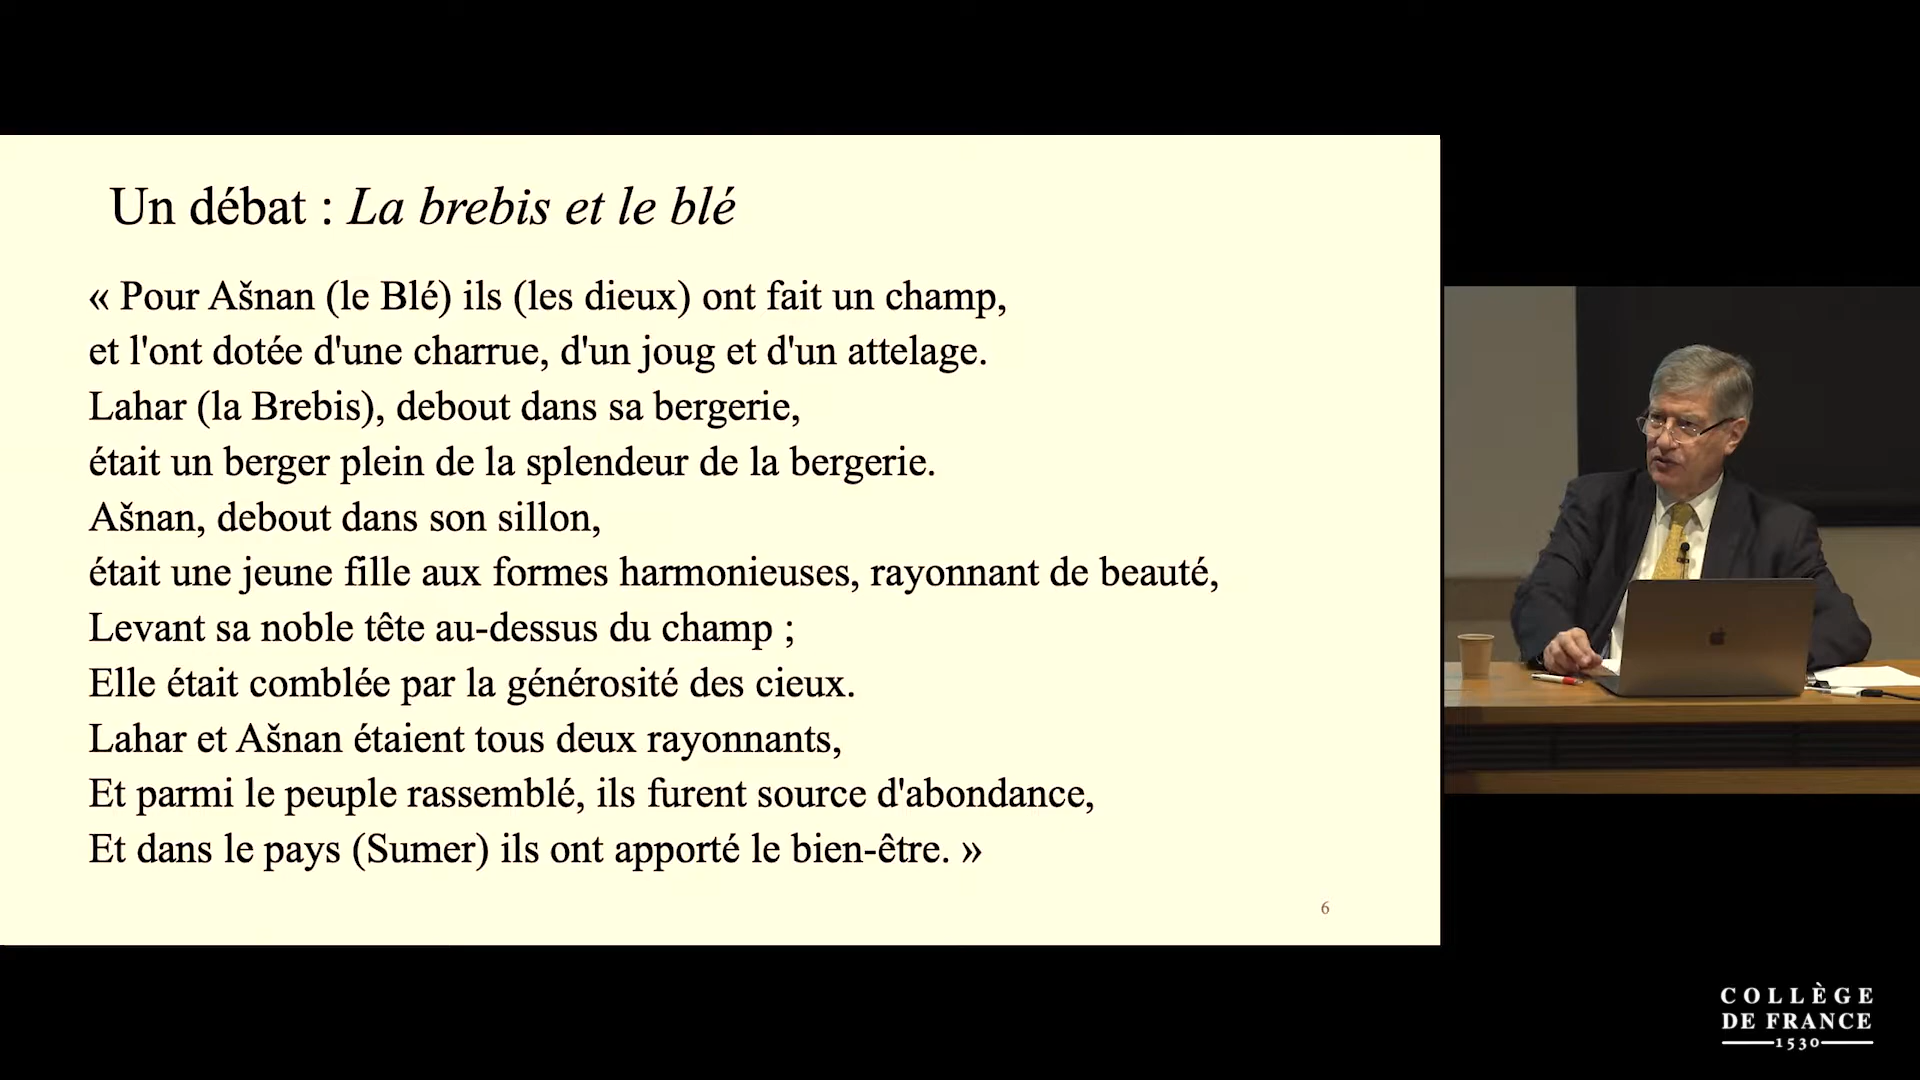 Un débat : La brebis et le blé
« Pour Ašnan (le Blé) ils (les dieux) ont fait un champ,
et l'ont dotée d'une charrue, d'un joug et d'un attelage.
Lahar (la Brebis), debout dans sa bergerie,
était un berger plein de la splendeur de la bergerie.
Ašnan, debout dans son sillon,
était une jeune fille aux formes harmonieuses, rayonnant de beauté,
Levant sa noble tête au-dessus du champ ;
Elle était comblée par la générosité des cieux.
Lahar et Ašnan étaient tous deux rayonnants,
Et parmi le peuple rassemblé, ils furent source d'abondance,
Et dans le pays (Sumer) ils ont apporté le bien-être. »
6
COLLÈGE
DE FRANCE
1530